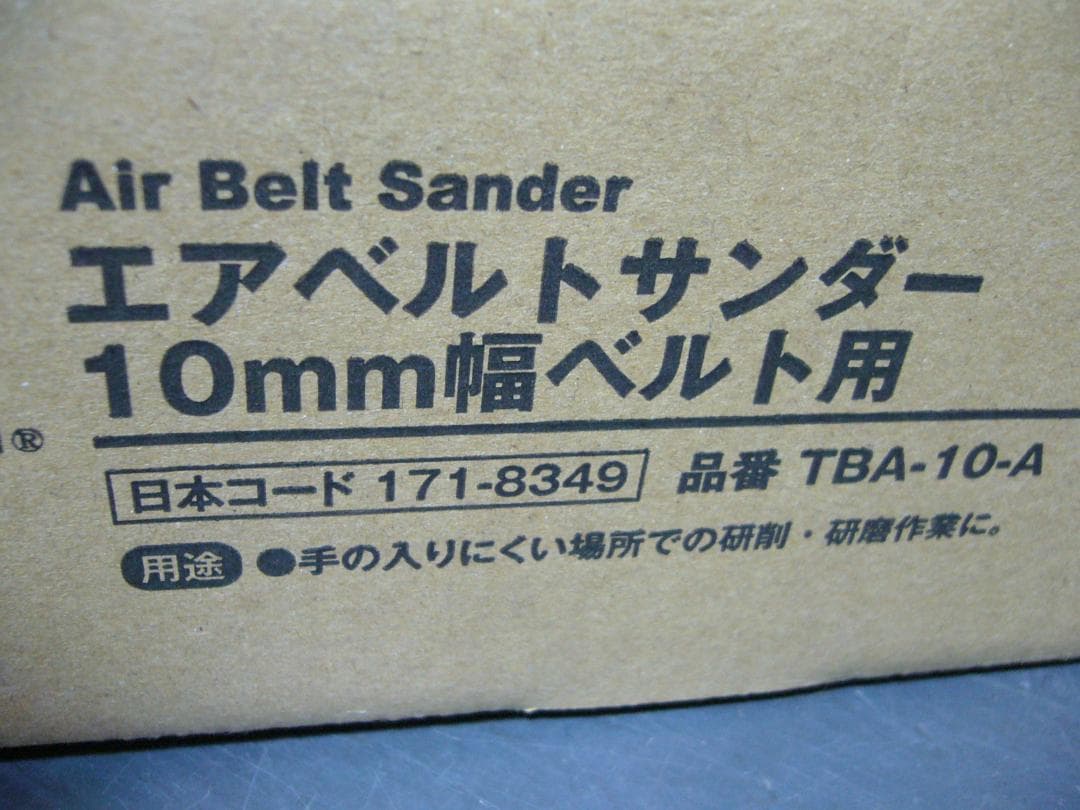 Air Belt Sander
エアベルトサンダー
10mm幅ベルト用
®
日本コード 171-8349 品番 TBA-10-A
用途 ●手の入りにくい場所での研削・研磨作業に。